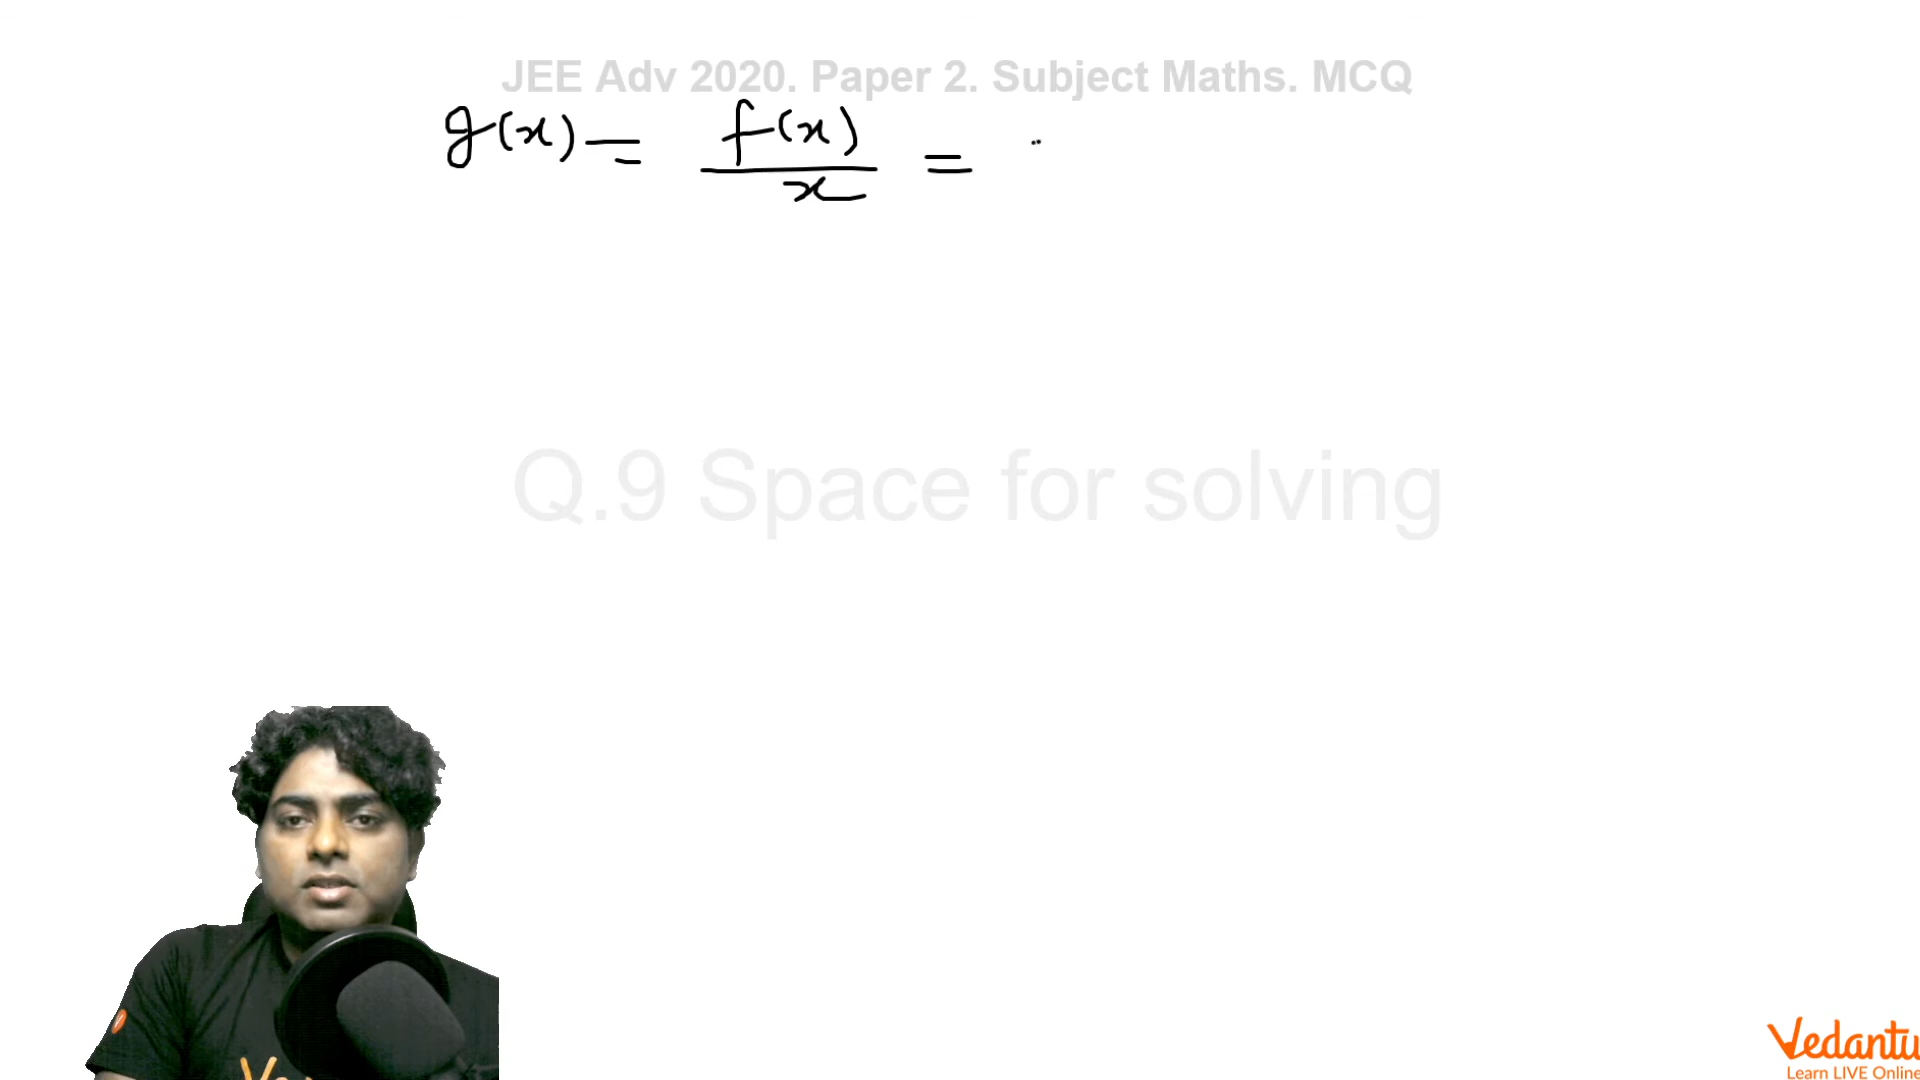 JEE Adv 2020. Paper 2. Subject Maths. MCQ
g(x) = f(x)/x =
Q.9 Space for solving
Vedantu
Learn LIVE Online